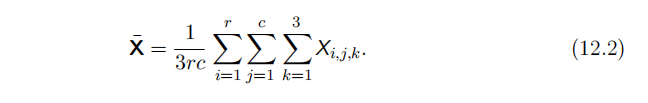 X̄ = 1/(3rc) ∑_{i=1}^{r} ∑_{j=1}^{c} ∑_{k=1}^{3} X_{i,j,k}. (12.2)